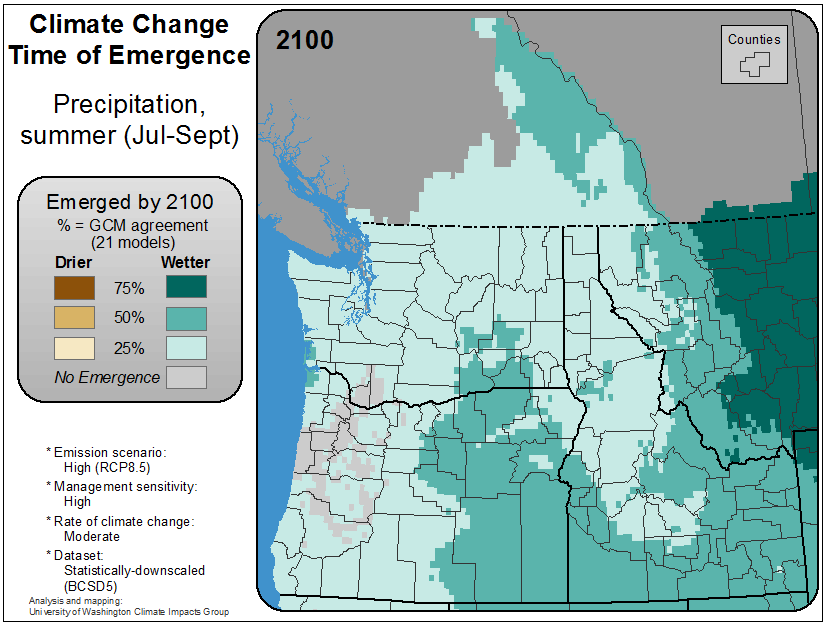 Climate Change
Time of Emergence
Precipitation,
summer (Jul-Sept)
Emerged by 2100
% = GCM agreement
(21 models)
Drier Wetter
75%
50%
25%
No Emergence
* Emission scenario:
High (RCP8.5)
* Management sensitivity:
High
* Rate of climate change:
Moderate
* Dataset:
Statistically-downscaled
(BCSD5)
Analysis and mapping:
University of Washington Climate Impacts Group
2100
Counties